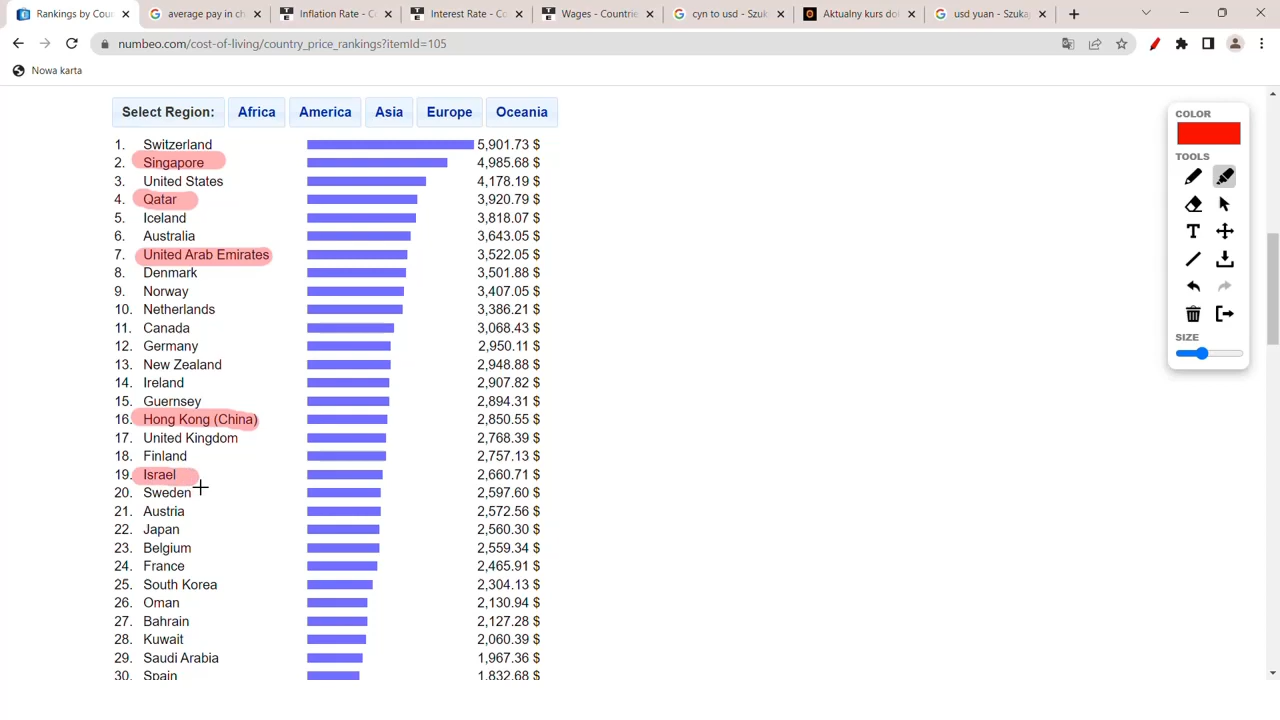 Rankings by Cou
average pay in ch
Inflation Rate - Co
Interest Rate - Co
Wages - Countrie
cyn to usd - Szuk
Aktualny kurs do
usd yuan - Szuka
numbeo.com/cost-of-living/country_price_rankings?itemId=105
Nowa karta
Select Region: Africa America Asia Europe Oceania
1. Switzerland 5,901.73 $
2. Singapore 4,985.68 $
3. United States 4,178.19 $
4. Qatar 3,920.79 $
5. Iceland 3,818.07 $
6. Australia 3,643.05 $
7. United Arab Emirates 3,522.05 $
8. Denmark 3,501.88 $
9. Norway 3,407.05 $
10. Netherlands 3,386.21 $
11. Canada 3,068.43 $
12. Germany 2,950.11 $
13. New Zealand 2,948.88 $
14. Ireland 2,907.82 $
15. Guernsey 2,894.31 $
16. Hong Kong (China) 2,850.55 $
17. United Kingdom 2,768.39 $
18. Finland 2,757.13 $
19. Israel 2,660.71 $
20. Sweden 2,597.60 $
21. Austria 2,572.56 $
22. Japan 2,560.30 $
23. Belgium 2,559.34 $
24. France 2,465.91 $
25. South Korea 2,304.13 $
26. Oman 2,130.94 $
27. Bahrain 2,127.28 $
28. Kuwait 2,060.39 $
29. Saudi Arabia 1,967.36 $
30. Spain 1,832.68 $
COLOR
TOOLS
SIZE